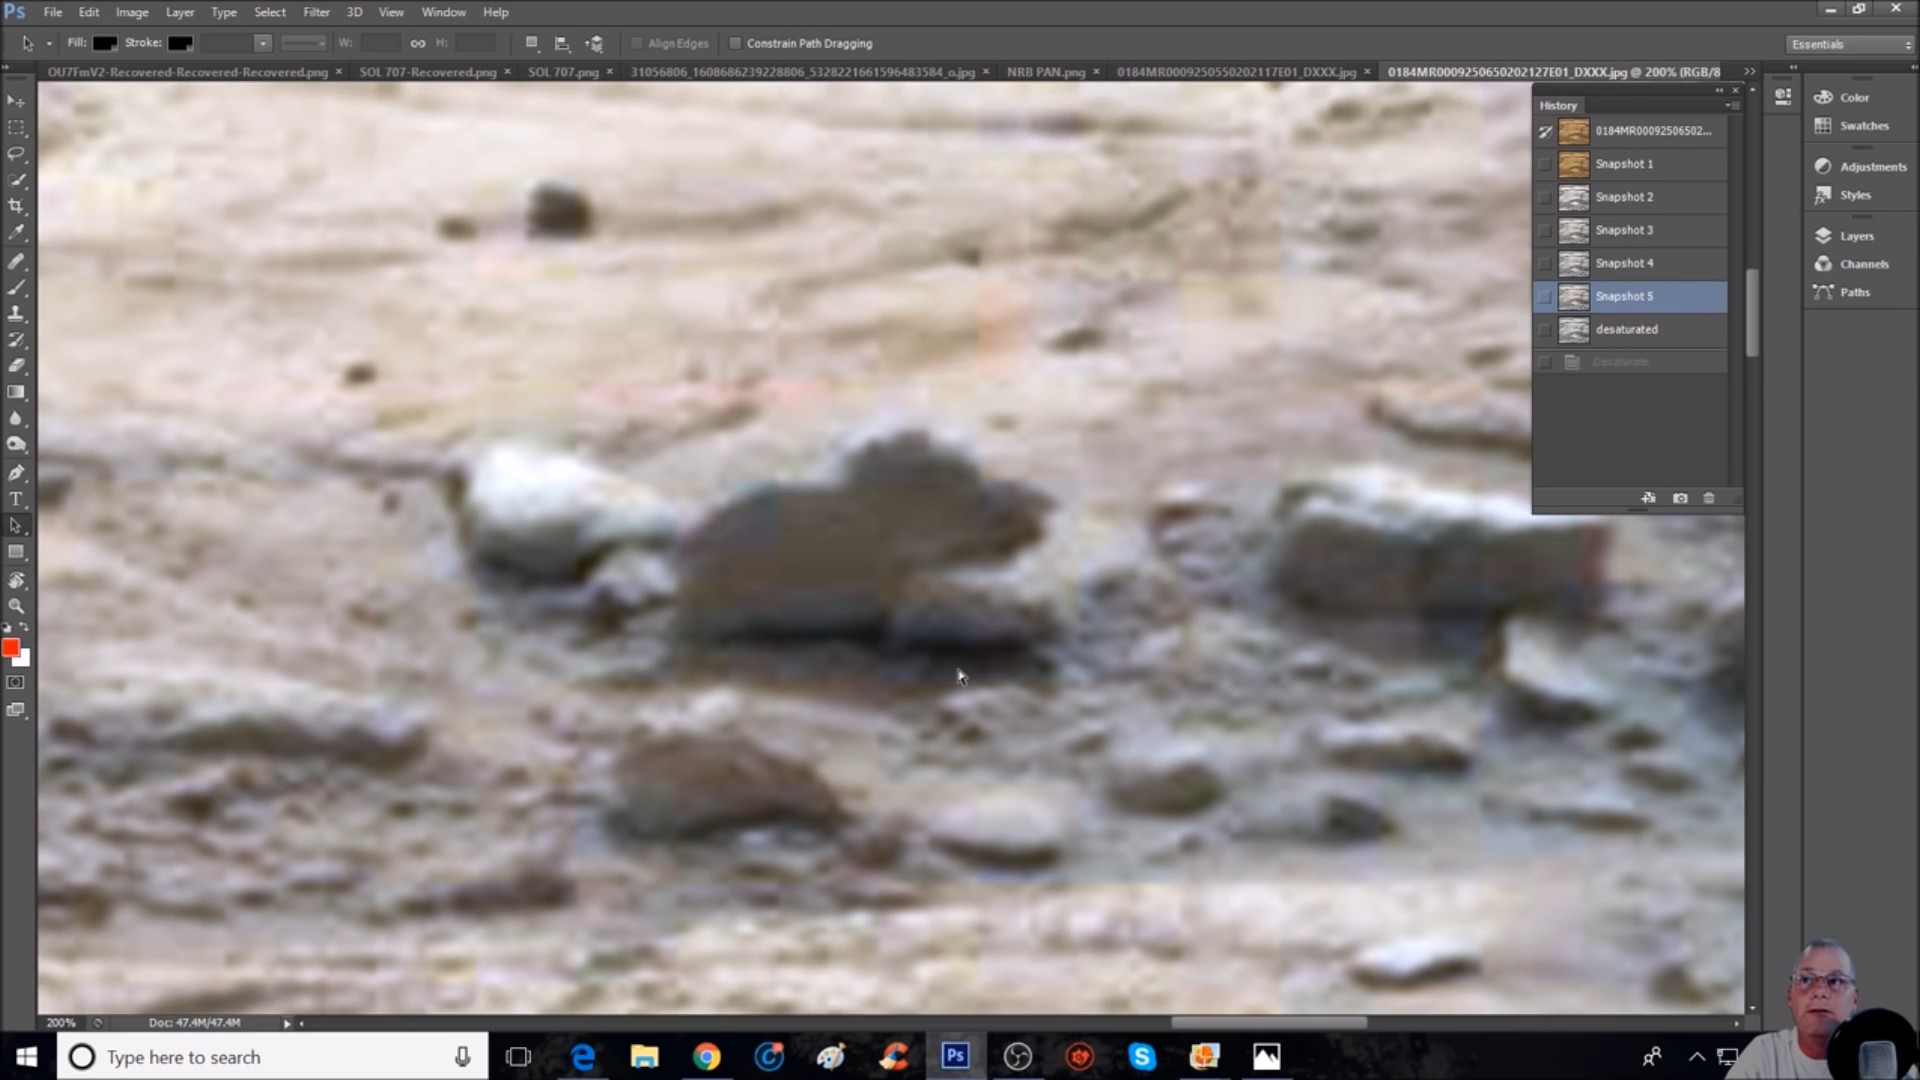 Ps File Edit Image Layer Type Select Filter 3D View Window Help
Fill: Stroke: W: H: Align Edges Constrain Path Dragging Essentials
OU7FmV2-Recovered-Recovered-Recovered.png × SOL 707-Recovered.png × SOL 707.png × 31056806_1608686239228806_5328221661596483584_o.jpg × NRB PAN.png × 0184MR0009250550202117E01_DXXX.jpg × 0184MR0009250650202127E01_DXXX.jpg @ 200% (RGB/8
History
0184MR00092506502...
Snapshot 1
Snapshot 2
Snapshot 3
Snapshot 4
Snapshot 5
desaturated
Desaturate
Color
Swatches
Adjustments
Styles
Layers
Channels
Paths
T
200% Doc: 47.4M/47.4M
Type here to search
Ps